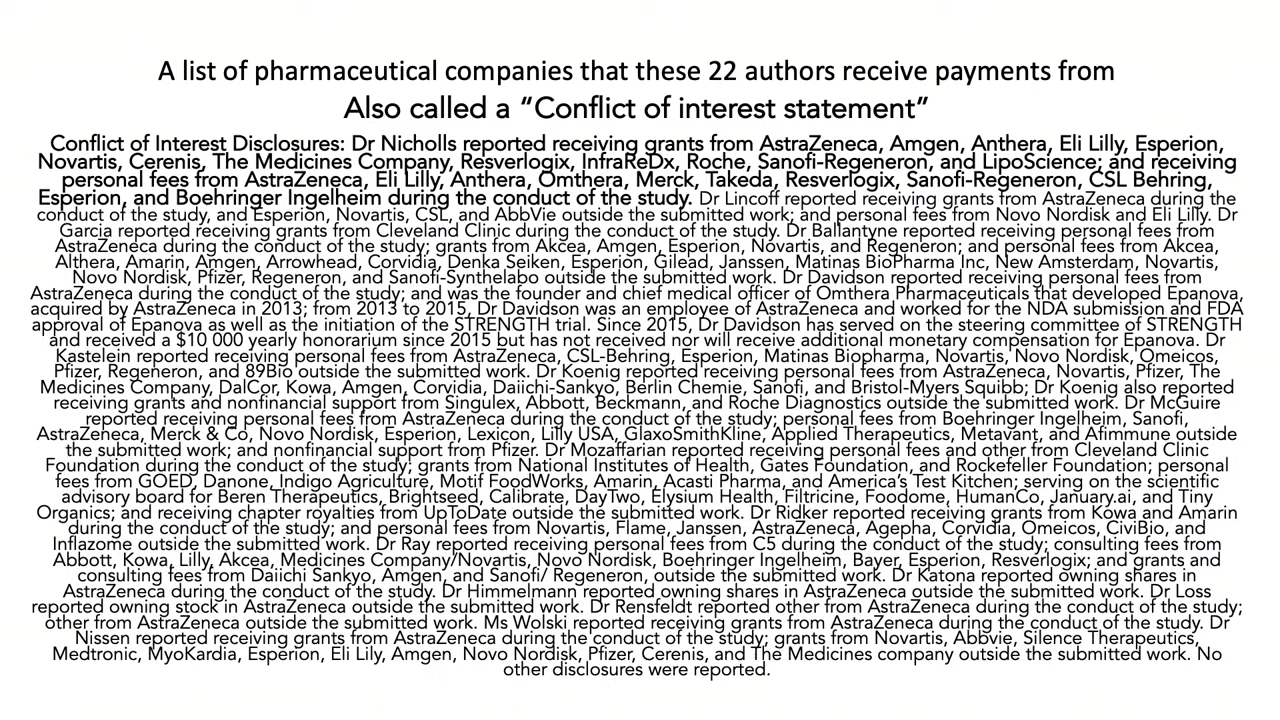 A list of pharmaceutical companies that these 22 authors receive payments from
Also called a “Conflict of interest statement”
Conflict of Interest Disclosures: Dr Nicholls reported receiving grants from AstraZeneca, Amgen, Anthera, Eli Lilly, Esperion,
Novartis, Cerenis, The Medicines Company, Resverlogix, InfraReDx, Roche, Sanofi-Regeneron, and LipoScience; and receiving
personal fees from AstraZeneca, Eli Lilly, Anthera, Omthera, Merck, Takeda, Resverlogix, Sanofi-Regeneron, CSL Behring,
Esperion, and Boehringer Ingelheim during the conduct of the study. Dr Lincoff reported receiving grants from AstraZeneca during the
conduct of the study, and Esperion, Novartis, CSL, and AbbVie outside the submitted work; and personal fees from Novo Nordisk and Eli Lilly. Dr
Garcia reported receiving grants from Cleveland Clinic during the conduct of the study. Dr Ballantyne reported receiving personal fees from
AstraZeneca during the conduct of the study; grants from Akcea, Amgen, Esperion, Novartis, and Regeneron; and personal fees from Akcea,
Althera, Amarin, Amgen, Arrowhead, Corvidia, Denka Seiken, Esperion, Gilead, Janssen, Matinas BioPharma Inc, New Amsterdam, Novartis,
Novo Nordisk, Pfizer, Regeneron, and Sanofi-Synthelabo outside the submitted work. Dr Davidson reported receiving personal fees from
AstraZeneca during the conduct of the study; and was the founder and chief medical officer of Omthera Pharmaceuticals that developed Epanova,
acquired by AstraZeneca in 2013; from 2013 to 2015, Dr Davidson was an employee of AstraZeneca and worked for the NDA submission and FDA
approval of Epanova as well as the initiation of the STRENGTH trial. Since 2015, Dr Davidson has served on the steering committee of STRENGTH
and received a $10 000 yearly honorarium since 2015 but has not received nor will receive additional monetary compensation for Epanova. Dr
Kastelein reported receiving personal fees from AstraZeneca, CSL-Behring, Esperion, Matinas Biopharma, Novartis, Novo Nordisk, Omeicos,
Pfizer, Regeneron, and 89Bio outside the submitted work. Dr Koenig reported receiving personal fees from AstraZeneca, Novartis, Pfizer, The
Medicines Company, DalCor, Kowa, Amgen, Corvidia, Daiichi-Sankyo, Berlin Chemie, Sanofi, and Bristol-Myers Squibb; Dr Koenig also reported
receiving grants and nonfinancial support from Singulex, Abbott, Beckmann, and Roche Diagnostics outside the submitted work. Dr McGuire
reported receiving personal fees from AstraZeneca during the conduct of the study; personal fees from Boehringer Ingelheim, Sanofi,
AstraZeneca, Merck & Co, Novo Nordisk, Esperion, Lexicon, Lilly USA, GlaxoSmithKline, Applied Therapeutics, Metavant, and Afimmune outside
the submitted work; and nonfinancial support from Pfizer. Dr Mozaffarian reported receiving personal fees and other from Cleveland Clinic
Foundation during the conduct of the study; grants from National Institutes of Health, Gates Foundation, and Rockefeller Foundation; personal
fees from GOED, Danone, Indigo Agriculture, Motif FoodWorks, Amarin, Acasti Pharma, and America’s Test Kitchen; serving on the scientific
advisory board for Beren Therapeutics, Brightseed, Calibrate, DayTwo, Elysium Health, Filtricine, Foodome, HumanCo, January.ai, and Tiny
Organics; and receiving chapter royalties from UpToDate outside the submitted work. Dr Ridker reported receiving grants from Kowa and Amarin
during the conduct of the study; and personal fees from Novartis, Flame, Janssen, AstraZeneca, Agepha, Corvidia, Omeicos, CiviBio, and
Inflazome outside the submitted work. Dr Ray reported receiving personal fees from C5 during the conduct of the study; consulting fees from
Abbott, Kowa, Lilly, Akcea, Medicines Company/Novartis, Novo Nordisk, Boehringer Ingelheim, Bayer, Esperion, Resverlogix; and grants and
consulting fees from Daiichi Sankyo, Amgen, and Sanofi/ Regeneron, outside the submitted work. Dr Katona reported owning shares in
AstraZeneca during the conduct of the study. Dr Himmelmann reported owning shares in AstraZeneca outside the submitted work. Dr Loss
reported owning stock in AstraZeneca outside the submitted work. Dr Rensfeldt reported other from AstraZeneca during the conduct of the study;
other from AstraZeneca outside the submitted work. Ms Wolski reported receiving grants from AstraZeneca during the conduct of the study. Dr
Nissen reported receiving grants from AstraZeneca during the conduct of the study; grants from Novartis, Abbvie, Silence Therapeutics,
Medtronic, MyoKardia, Esperion, Eli Lily, Amgen, Novo Nordisk, Pfizer, Cerenis, and The Medicines company outside the submitted work. No
other disclosures were reported.